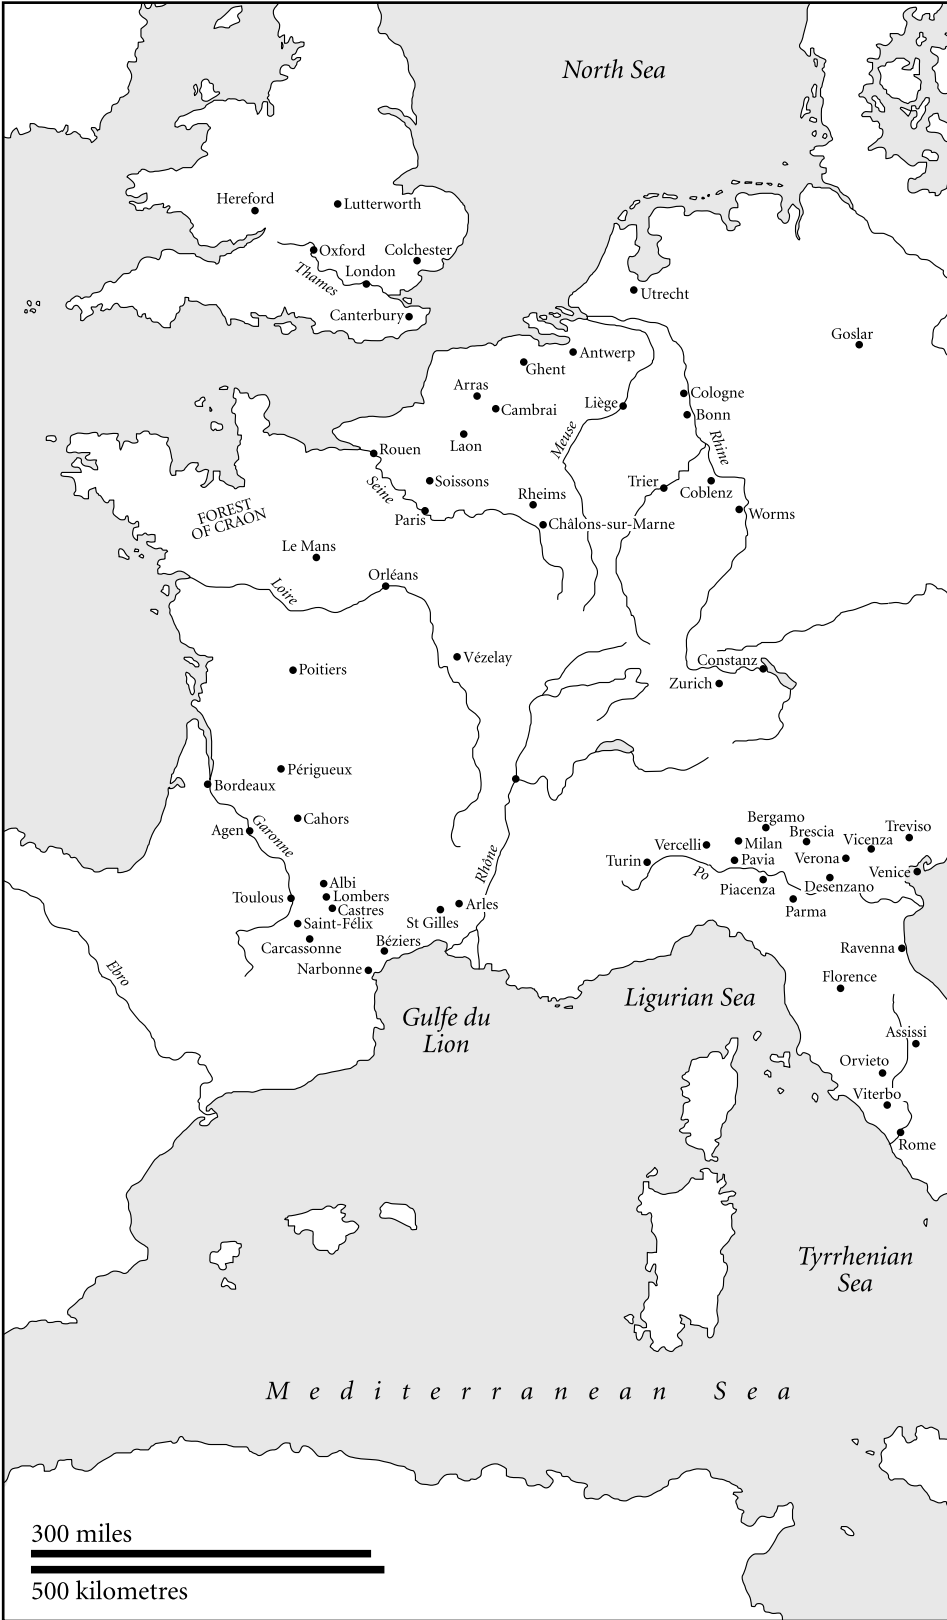 North Sea
Hereford
Lutterworth
Oxford
Colchester
London
Thames
Canterbury
Utrecht
Goslar
Antwerp
Ghent
Arras
Cambrai
Liège
Cologne
Bonn
Meuse
Rhine
Laon
Rouen
Soissons
Seine
Trier
Coblenz
Rheims
Paris
Châlons-sur-Marne
Worms
FOREST
OF CRAON
Le Mans
Orléans
Loire
Vézelay
Constanz
Zurich
Poitiers
Périgueux
Bordeaux
Cahors
Agen
Garonne
Bergamo
Brescia
Treviso
Vercelli
Milan
Vicenza
Turin
Pavia
Verona
Venice
Po
Piacenza
Desenzano
Parma
Rhône
Albi
Toulous
Lombers
Castres
Arles
Saint-Félix
St Gilles
Carcassonne
Béziers
Narbonne
Ravenna
Ebro
Florence
Ligurian Sea
Gulfe du
Lion
Assissi
Orvieto
Viterbo
Rome
Tyrrhenian
Sea
Mediterranean Sea
300 miles
500 kilometres